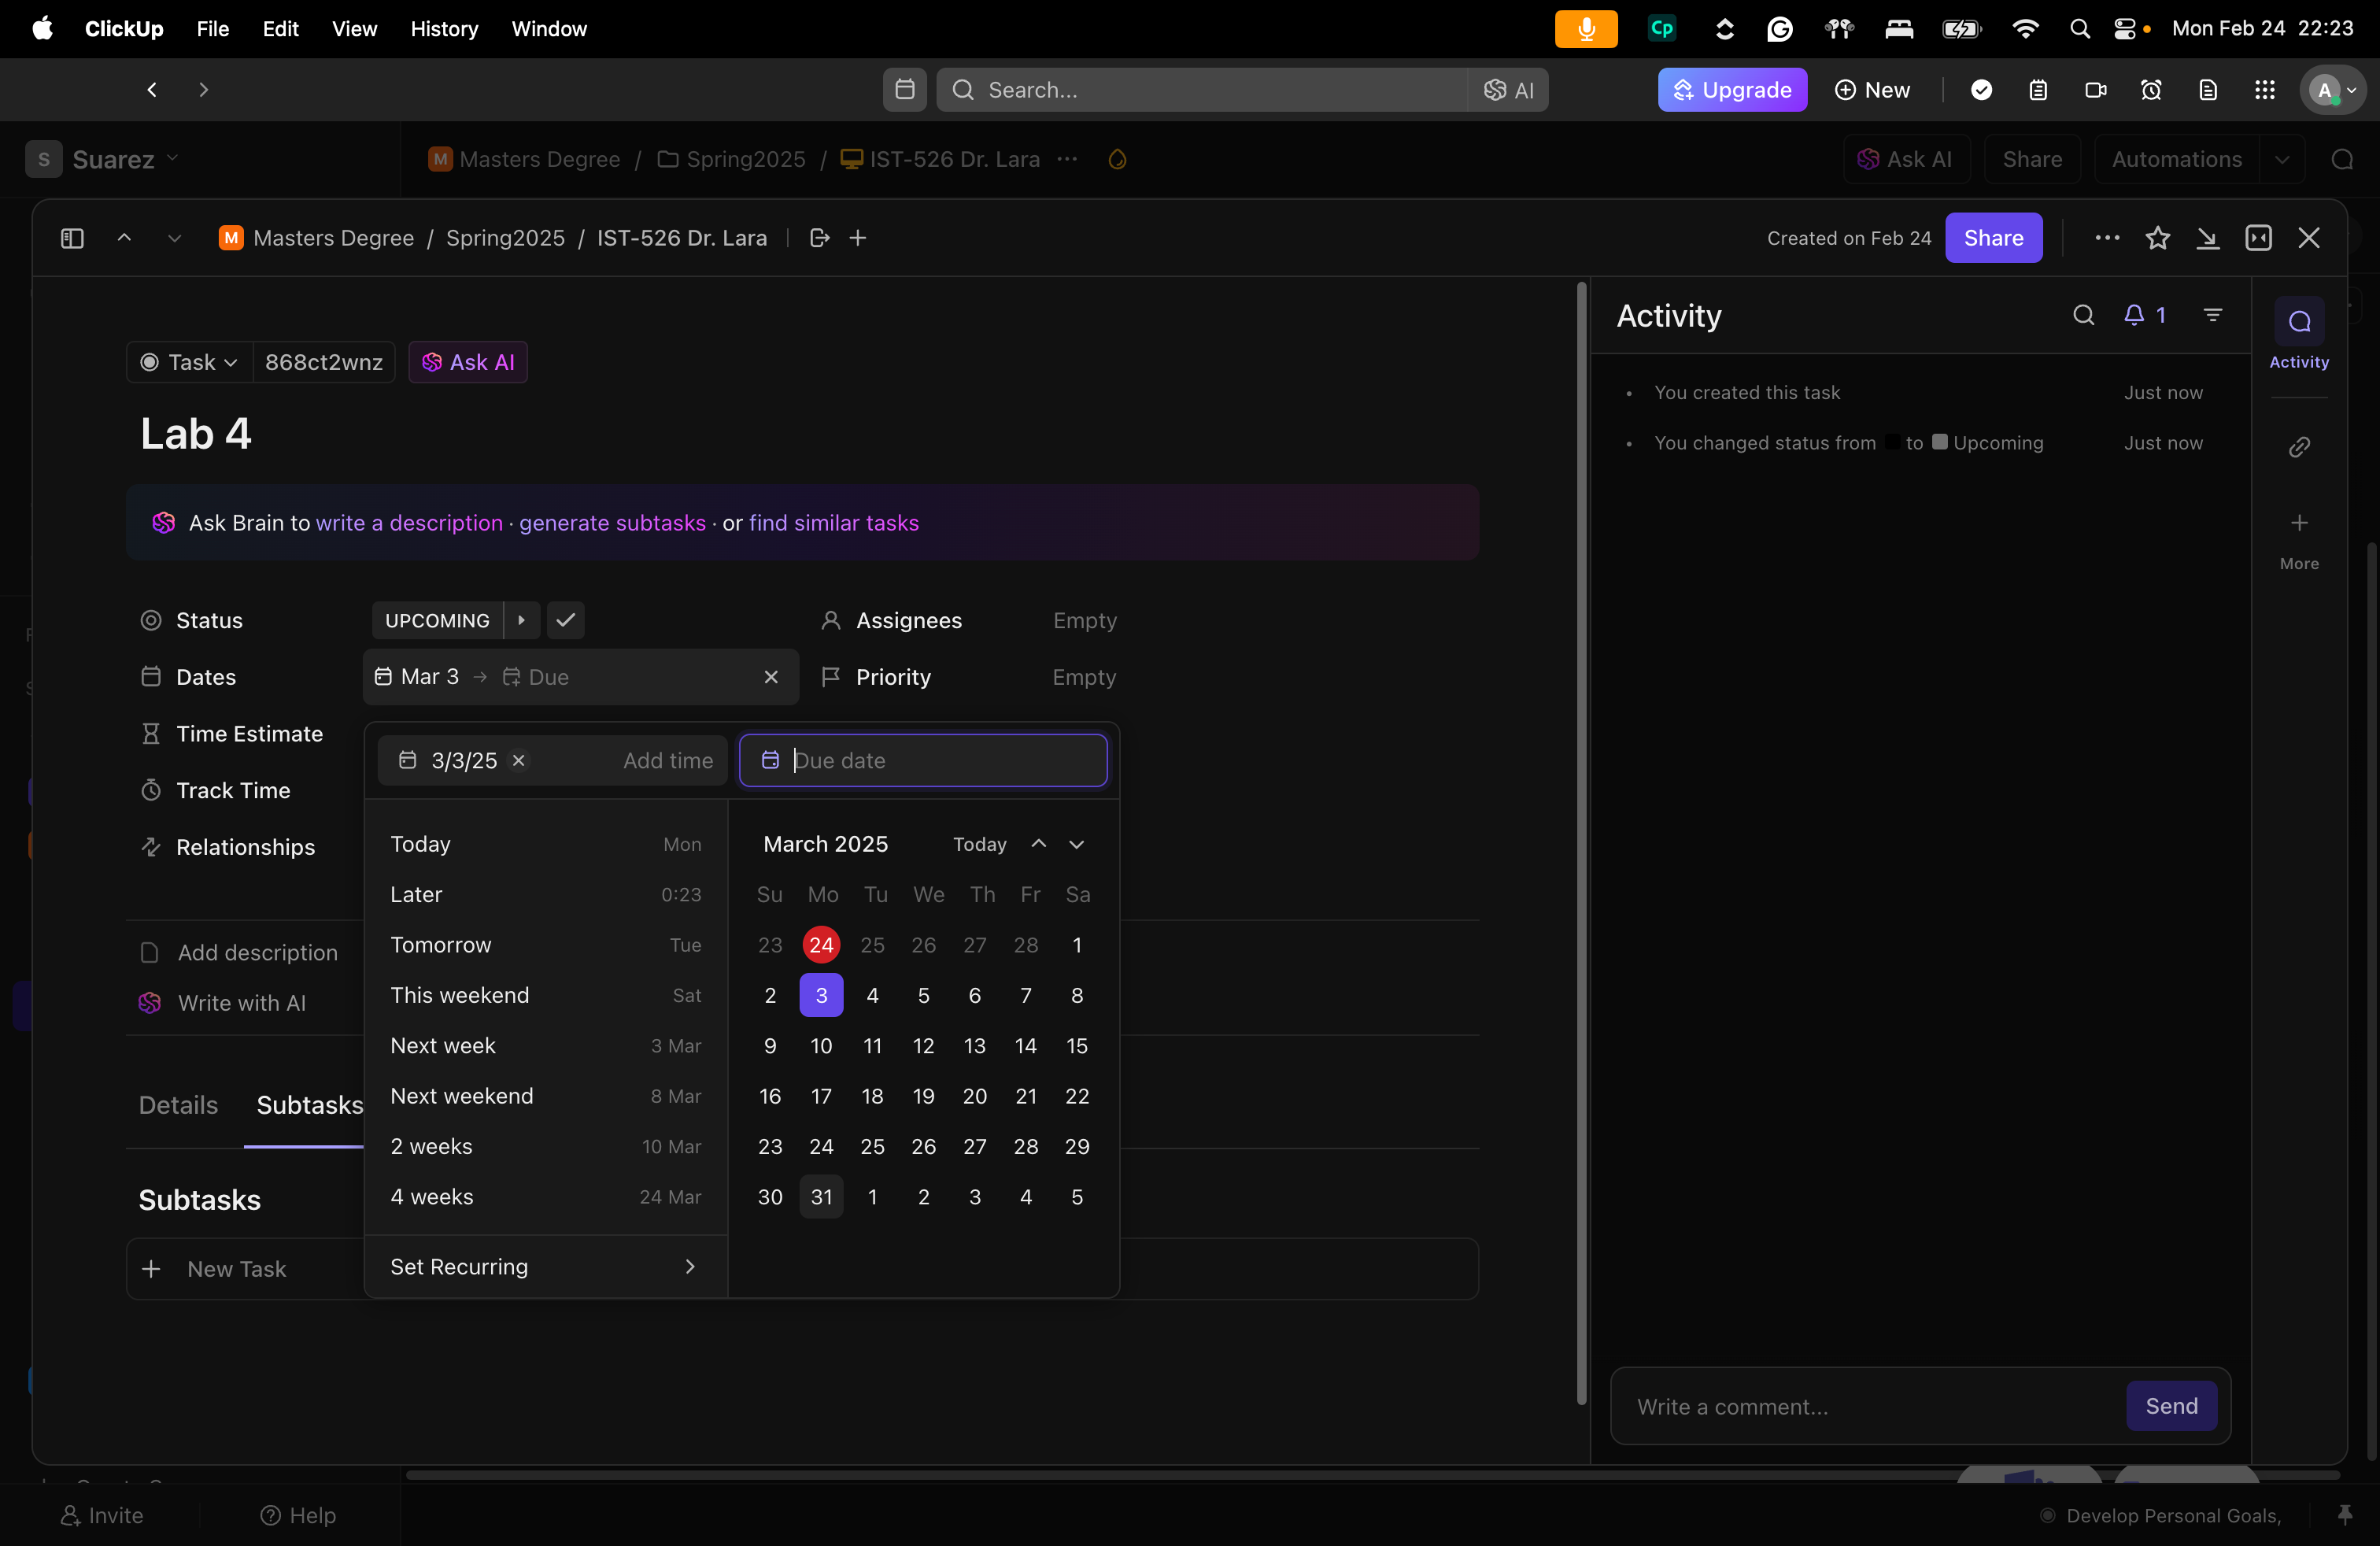 ClickUp File Edit View History Window Cp Mon Feb 24 22:23
Search... AI Upgrade New A
S Suarez M Masters Degree / Spring2025 / IST-526 Dr. Lara ... Ask AI Share Automations
M Masters Degree / Spring2025 / IST-526 Dr. Lara Created on Feb 24 Share
Task 868ct2wnz Ask AI
Lab 4
Ask Brain to write a description · generate subtasks · or find similar tasks
Status UPCOMING Assignees Empty
Dates Mar 3 → Due Priority Empty
Time Estimate
Track Time
Relationships
3/3/25 Add time Due date
Today Mon
Later 0:23
Tomorrow Tue
This weekend Sat
Next week 3 Mar
Next weekend 8 Mar
2 weeks 10 Mar
4 weeks 24 Mar
Set Recurring
March 2025 Today
Su Mo Tu We Th Fr Sa
23 24 25 26 27 28 1
2 3 4 5 6 7 8
9 10 11 12 13 14 15
16 17 18 19 20 21 22
23 24 25 26 27 28 29
30 31 1 2 3 4 5
Add description
Write with AI
Details Subtasks
Subtasks
New Task
Activity 1
• You created this task Just now
• You changed status from to Upcoming Just now
Activity
More
Write a comment... Send
Invite Help Develop Personal Goals,